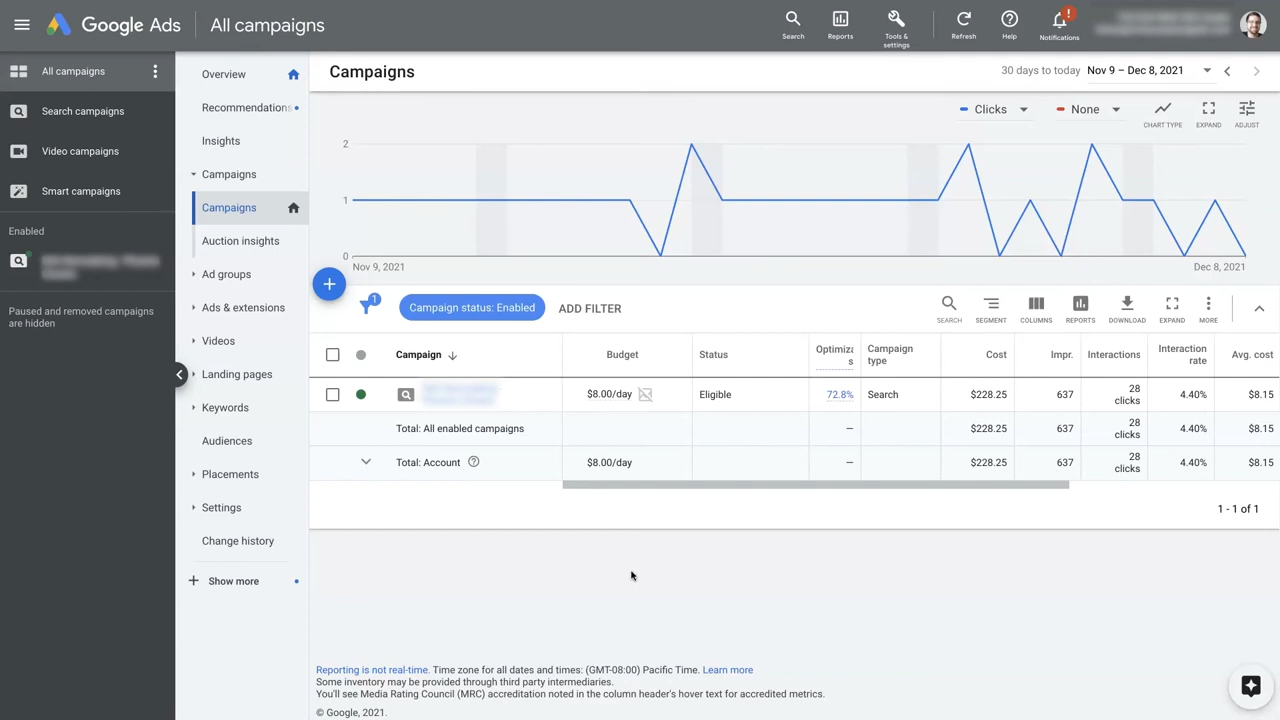 Google Ads
All campaigns
Search
Reports
Tools &
settings
Refresh
Help
!
Notifications
All campaigns
Search campaigns
Video campaigns
Smart campaigns
Enabled
Paused and removed campaigns
are hidden
Overview
Recommendations
Insights
Campaigns
Campaigns
Auction insights
Ad groups
Ads & extensions
Videos
Landing pages
Keywords
Audiences
Placements
Settings
Change history
Show more
Campaigns
30 days to today Nov 9 – Dec 8, 2021
Clicks
None
CHART TYPE
EXPAND
ADJUST
2
1
0
Nov 9, 2021
Dec 8, 2021
1
Campaign status: Enabled
ADD FILTER
SEARCH
SEGMENT
COLUMNS
REPORTS
DOWNLOAD
EXPAND
MORE
Campaign
Budget
Status
Optimiza
s
Campaign
type
Cost
Impr.
Interactions
Interaction
rate
Avg. cost
$8.00/day
Eligible
72.8%
Search
$228.25
637
28
clicks
4.40%
$8.15
Total: All enabled campaigns
—
$228.25
637
28
clicks
4.40%
$8.15
Total: Account
$8.00/day
—
$228.25
637
28
clicks
4.40%
$8.15
1 - 1 of 1
Reporting is not real-time. Time zone for all dates and times: (GMT-08:00) Pacific Time. Learn more
Some inventory may be provided through third party intermediaries.
You'll see Media Rating Council (MRC) accreditation noted in the column header's hover text for accredited metrics.
© Google, 2021.